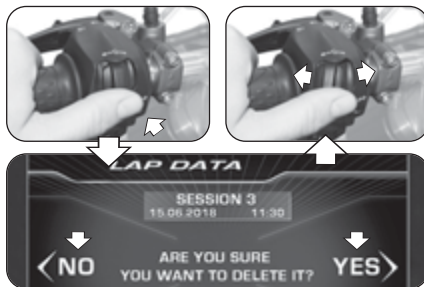 LAP DATA
SESSION 3
15.06.2018 11:30
NO
ARE YOU SURE
YOU WANT TO DELETE IT?
YES